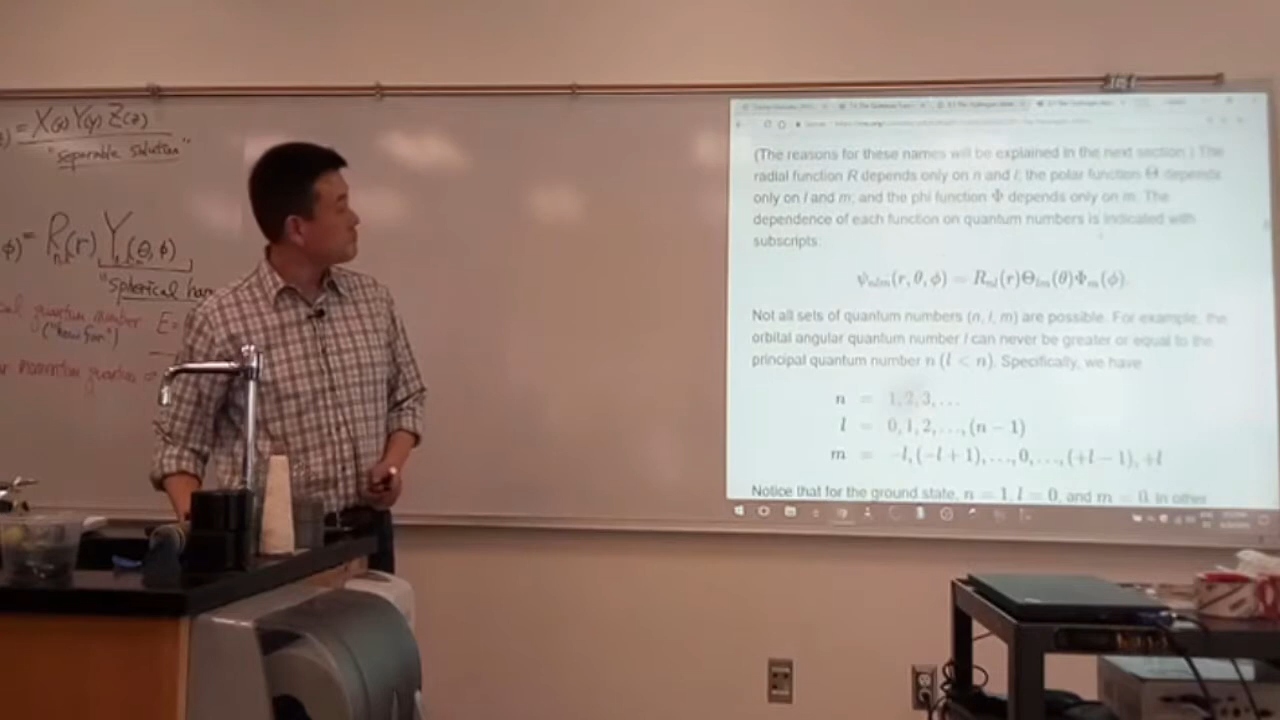 ) = X(x) Y(y) Z(z)
"separable solution"
φ) = R (r) Y (θ, φ)
"spherical har
quantum number E =
("how far")
momentum quantum
(The reasons for these names will be explained in the next section.) The
radial function R depends only on n and l; the polar function Θ depends
only on l and m; and the phi function Φ depends only on m. The
dependence of each function on quantum numbers is indicated with
subscripts:
ψnlm(r, θ, φ) = Rnl(r)Θlm(θ)Φm(φ).
Not all sets of quantum numbers (n, l, m) are possible. For example, the
orbital angular quantum number l can never be greater or equal to the
principal quantum number n (l < n). Specifically, we have
n = 1, 2, 3, ...
l = 0, 1, 2, ..., (n − 1)
m = −l, (−l + 1), ..., 0, ..., (+l − 1), +l
Notice that for the ground state, n = 1, l = 0, and m = 0. In other